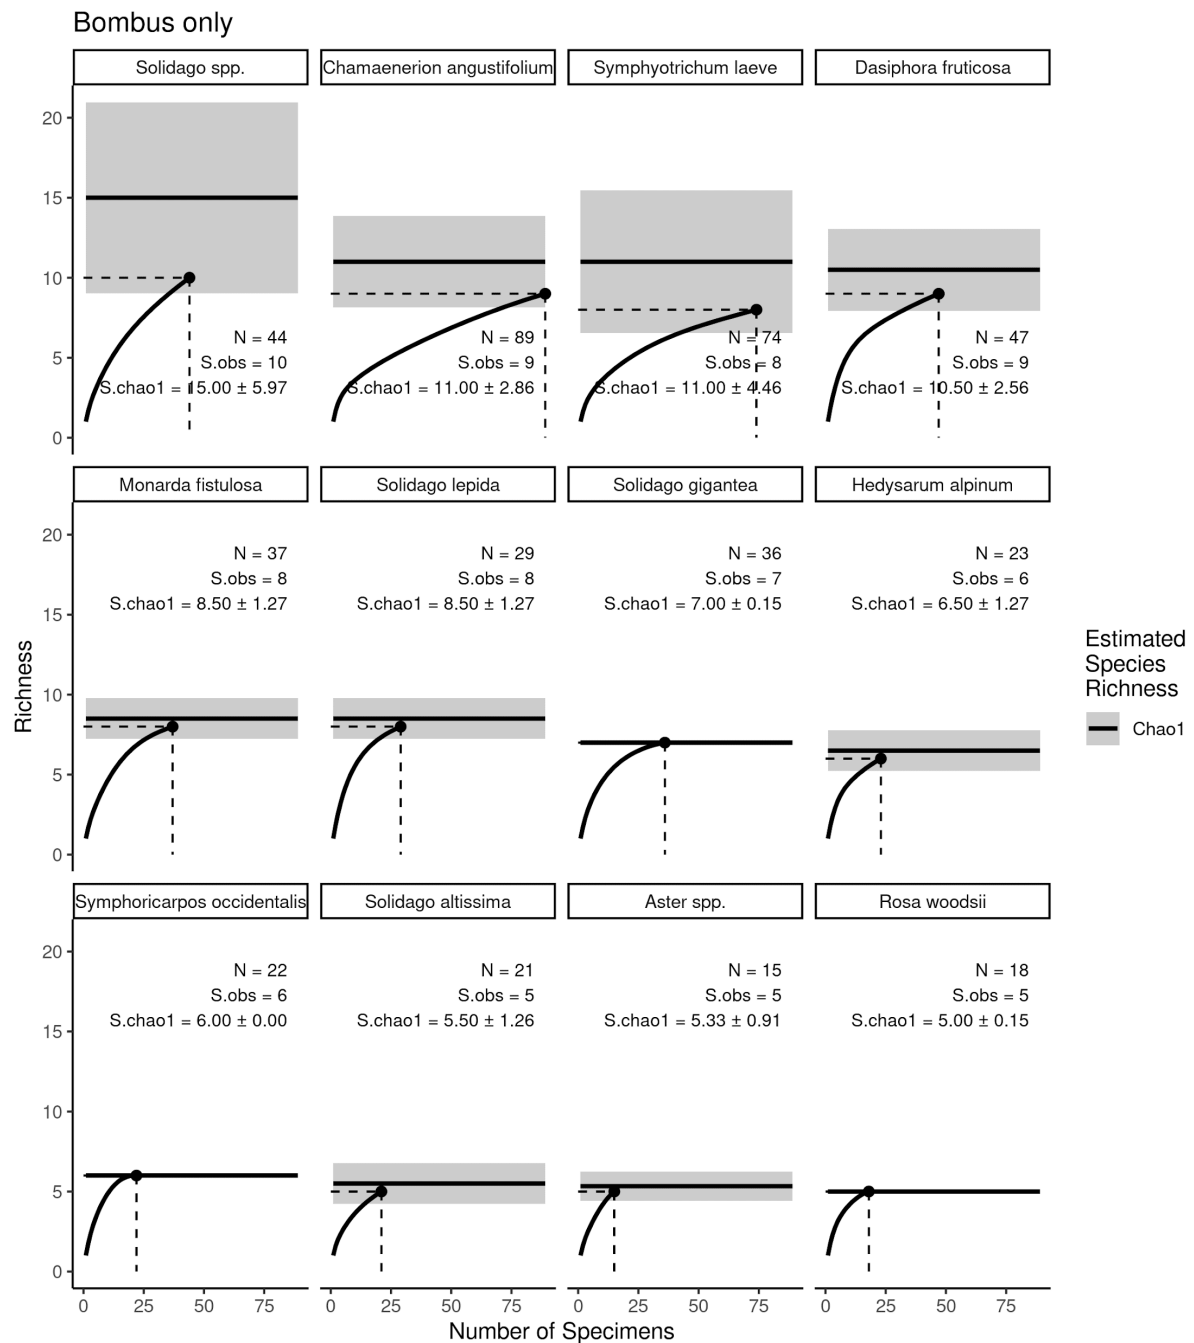 Bombus only
Solidago spp.
Chamaenerion angustifolium
Symphyotrichum laeve
Dasiphora fruticosa
20
15
10
5
0
N = 44
S.obs = 10
S.chao1 = 15.00 ± 5.97
N = 89
S.obs = 9
S.chao1 = 11.00 ± 2.86
N = 74
S.obs = 8
S.chao1 = 11.00 ± 4.46
N = 47
S.obs = 9
S.chao1 = 10.50 ± 2.56
Monarda fistulosa
Solidago lepida
Solidago gigantea
Hedysarum alpinum
20
15
10
5
0
N = 37
S.obs = 8
S.chao1 = 8.50 ± 1.27
N = 29
S.obs = 8
S.chao1 = 8.50 ± 1.27
N = 36
S.obs = 7
S.chao1 = 7.00 ± 0.15
N = 23
S.obs = 6
S.chao1 = 6.50 ± 1.27
Richness
Estimated
Species
Richness
Chao1
Symphoricarpos occidentalis
Solidago altissima
Aster spp.
Rosa woodsii
20
15
10
5
0
N = 22
S.obs = 6
S.chao1 = 6.00 ± 0.00
N = 21
S.obs = 5
S.chao1 = 5.50 ± 1.26
N = 15
S.obs = 5
S.chao1 = 5.33 ± 0.91
N = 18
S.obs = 5
S.chao1 = 5.00 ± 0.15
0 25 50 75
0 25 50 75
0 25 50 75
0 25 50 75
Number of Specimens